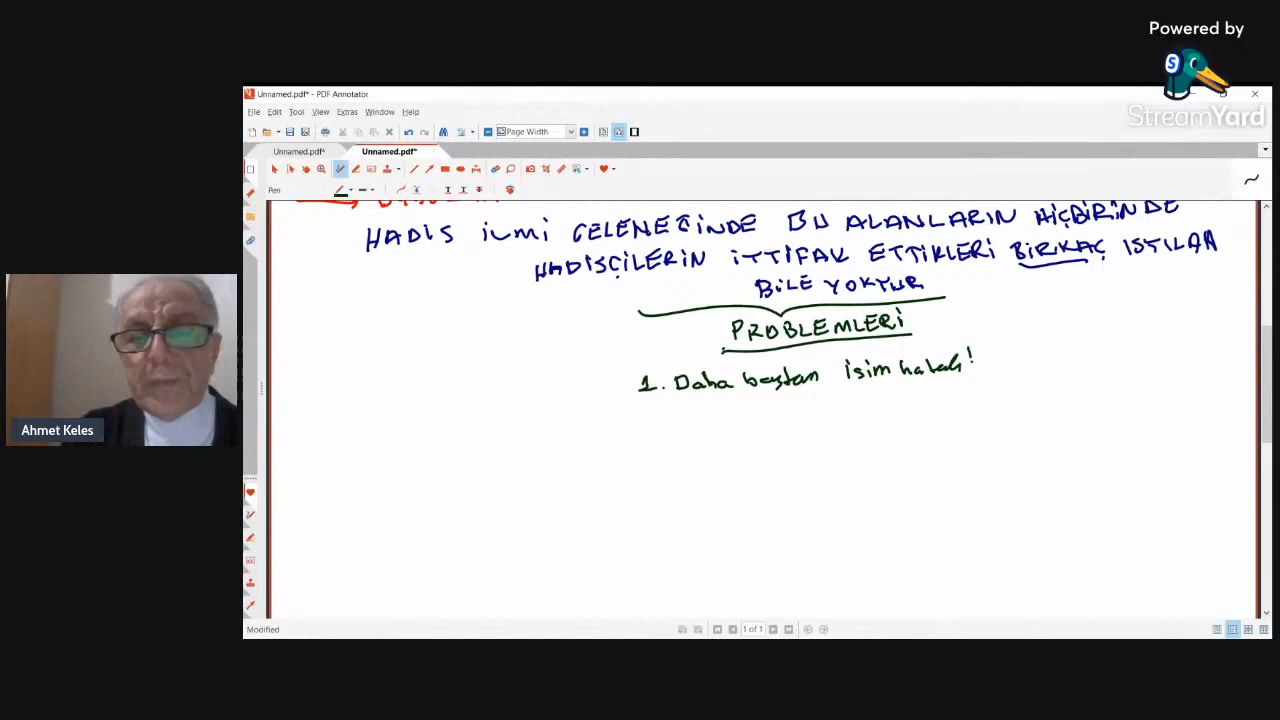 Powered by
StreamYard
Unnamed.pdf* - PDF Annotator
File Edit Tool View Extras Window Help
Page Width
Unnamed.pdf* Unnamed.pdf*
Pen
HADİS İLMİ GELENEĞİNDE BU ALANLARIN HİÇBİRİNDE
HADİSÇİLERİN İTTİFAK ETTİKLERİ BİRKAÇ ISTILAH
BİLE YOKTUR
PROBLEMLERİ
1. Daha baştan isim hatalı!
Ahmet Keles
Modified
1 of 1